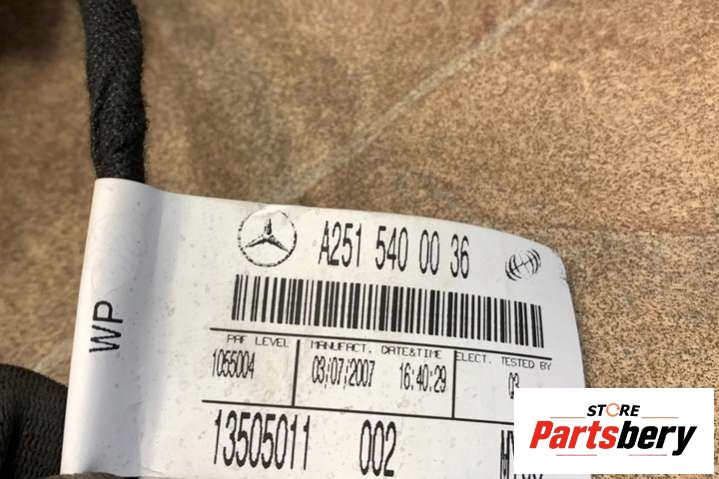 A251 540 00 36
WP
PAF LEVEL MANUFACT. DATE&TIME ELECT. TESTED BY
1055004 03/07/2007 16:40:29 03
13505011 002
STORE
Partsbery